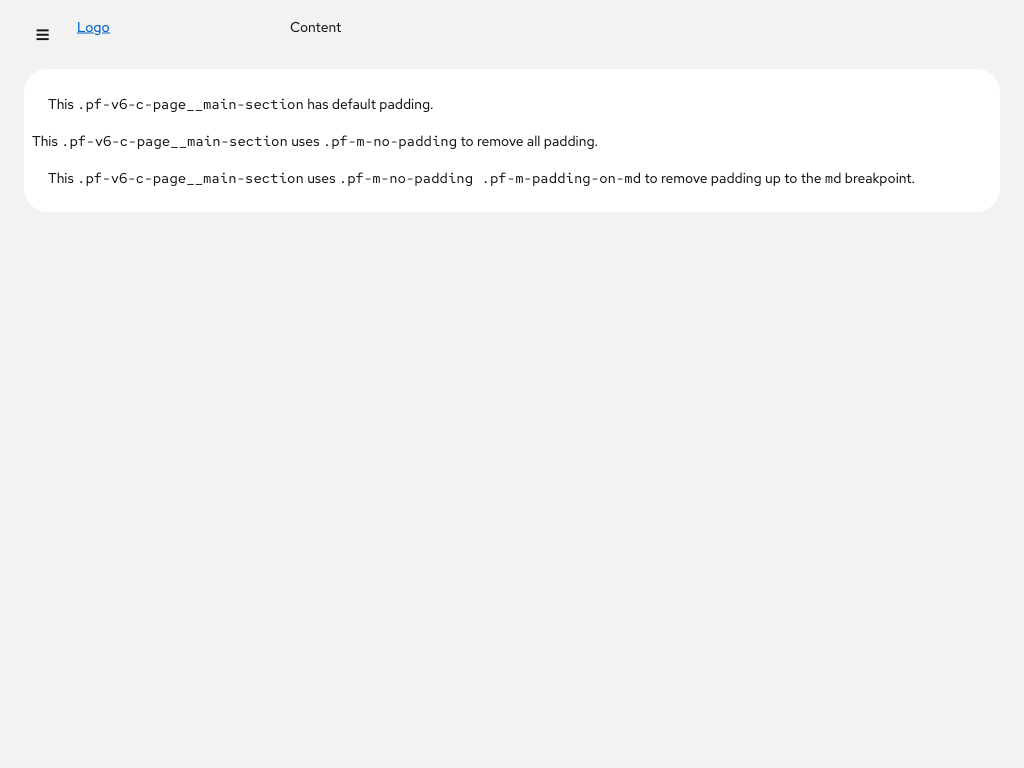 Logo
Content
This .pf-v6-c-page__main-section has default padding.
This .pf-v6-c-page__main-section uses .pf-m-no-padding to remove all padding.
This .pf-v6-c-page__main-section uses .pf-m-no-padding .pf-m-padding-on-md to remove padding up to the md breakpoint.